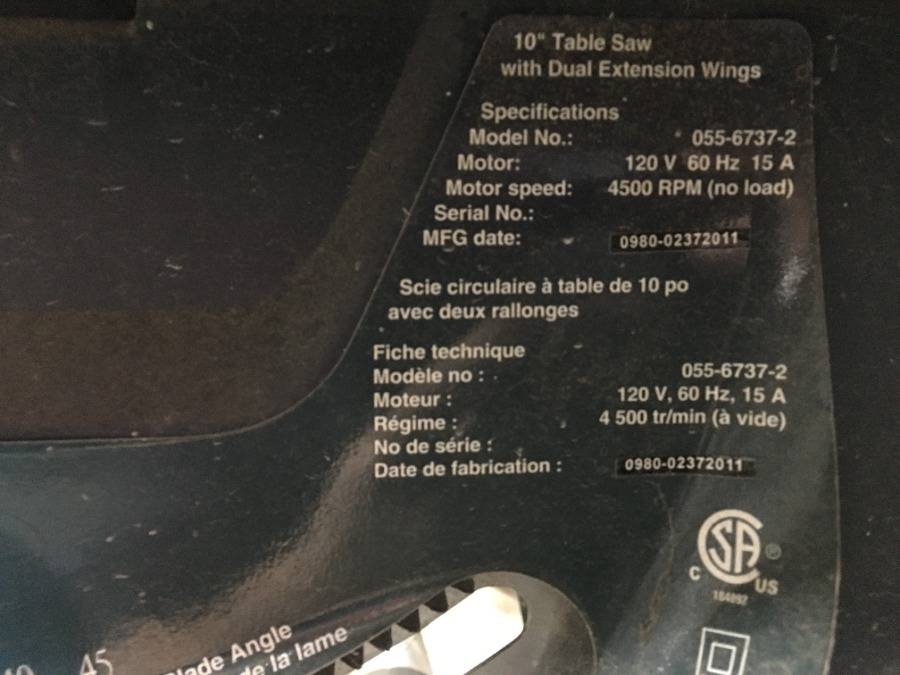 10" Table Saw
with Dual Extension Wings
Specifications
Model No.: 055-6737-2
Motor: 120 V 60 Hz 15 A
Motor speed: 4500 RPM (no load)
Serial No.:
MFG date: 0980-02372011
Scie circulaire à table de 10 po
avec deux rallonges
Fiche technique
Modèle no : 055-6737-2
Moteur : 120 V, 60 Hz, 15 A
Régime : 4 500 tr/min (à vide)
No de série :
Date de fabrication : 0980-02372011
CSA ®
C US
45
Angle
de la lame